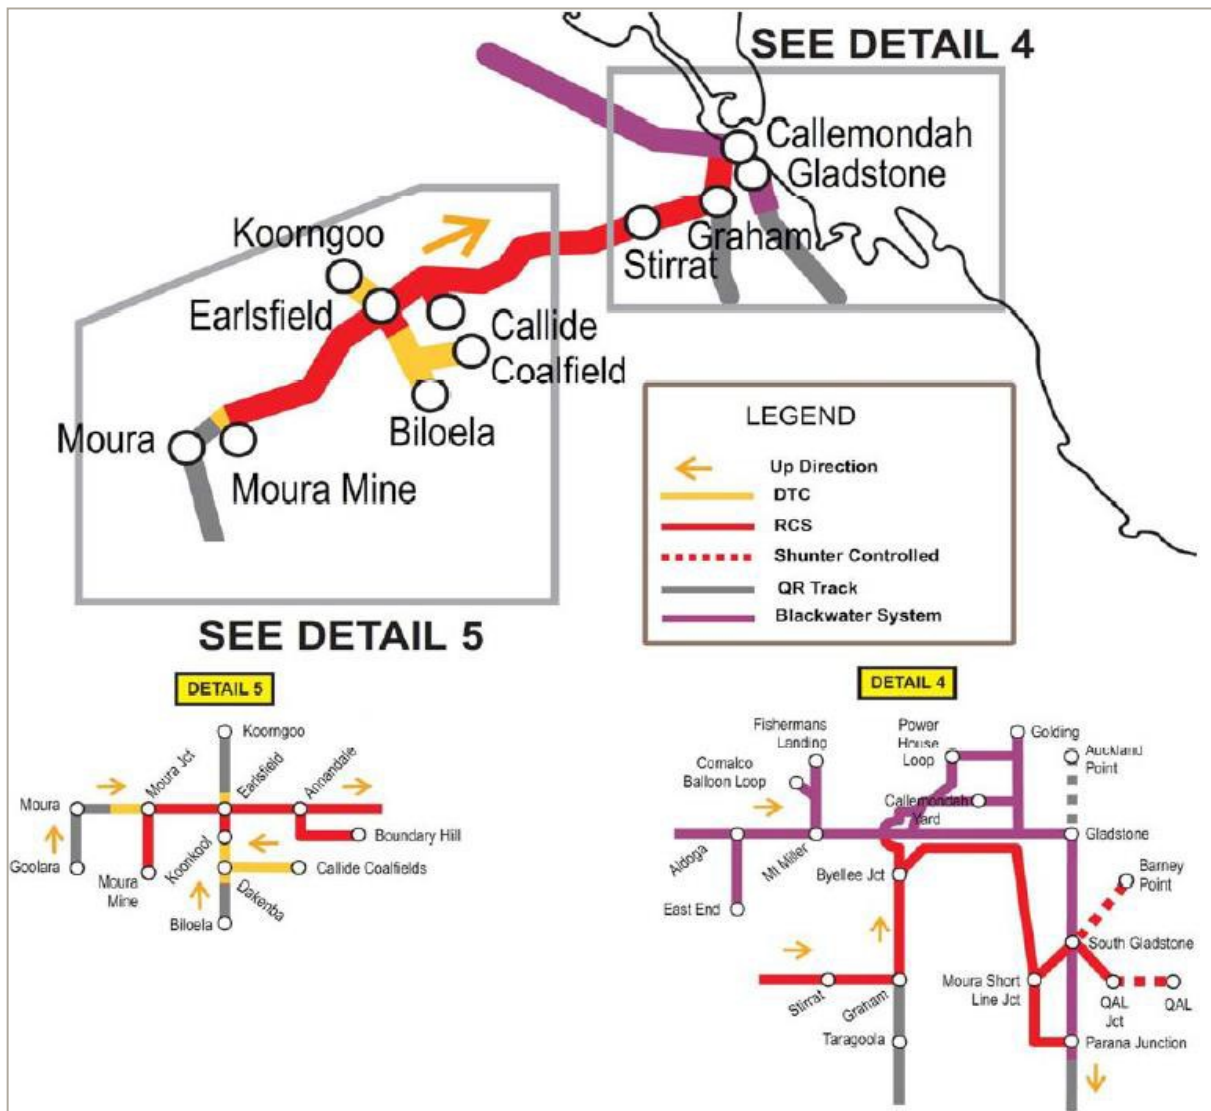 SEE DETAIL 4
Callemondah
Gladstone
Koorngoo
Graham
Stirrat
Earlsfield
Callide
Coalfield
Biloela
Moura
Moura Mine
LEGEND
Up Direction
DTC
RCS
Shunter Controlled
QR Track
Blackwater System
SEE DETAIL 5
DETAIL 5
Koorngoo
Moura Jct
Earlsfield
Annandale
Moura
Boundary Hill
Goolara
Moura
Mine
Koonkool
Callide Coalfields
Dakenba
Biloela
DETAIL 4
Fishermans
Landing
Power
House
Loop
Golding
Comalco
Balloon Loop
Auckland
Point
Callemondah
Yard
Gladstone
Aldoga
Mt Miller
Byellee Jct
Barney
Point
East End
South Gladstone
Stirrat
Graham
Moura Short
Line Jct
QAL
Jct
QAL
Taragoola
Parana Junction